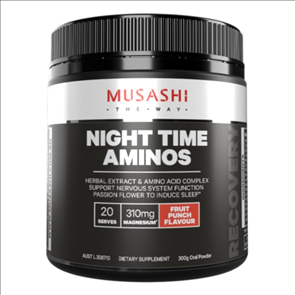 MUSASHI
THE WAY
NIGHT TIME
AMINOS
HERBAL EXTRACT & AMINO ACID COMPLEX
SUPPORT NERVOUS SYSTEM FUNCTION
PASSION FLOWER TO INDUCE SLEEP^
20
SERVES
310mg
MAGNESIUM*
FRUIT
PUNCH
FLAVOUR
RECOVERY
DIETARY SUPPLEMENT
300g Oral Powder